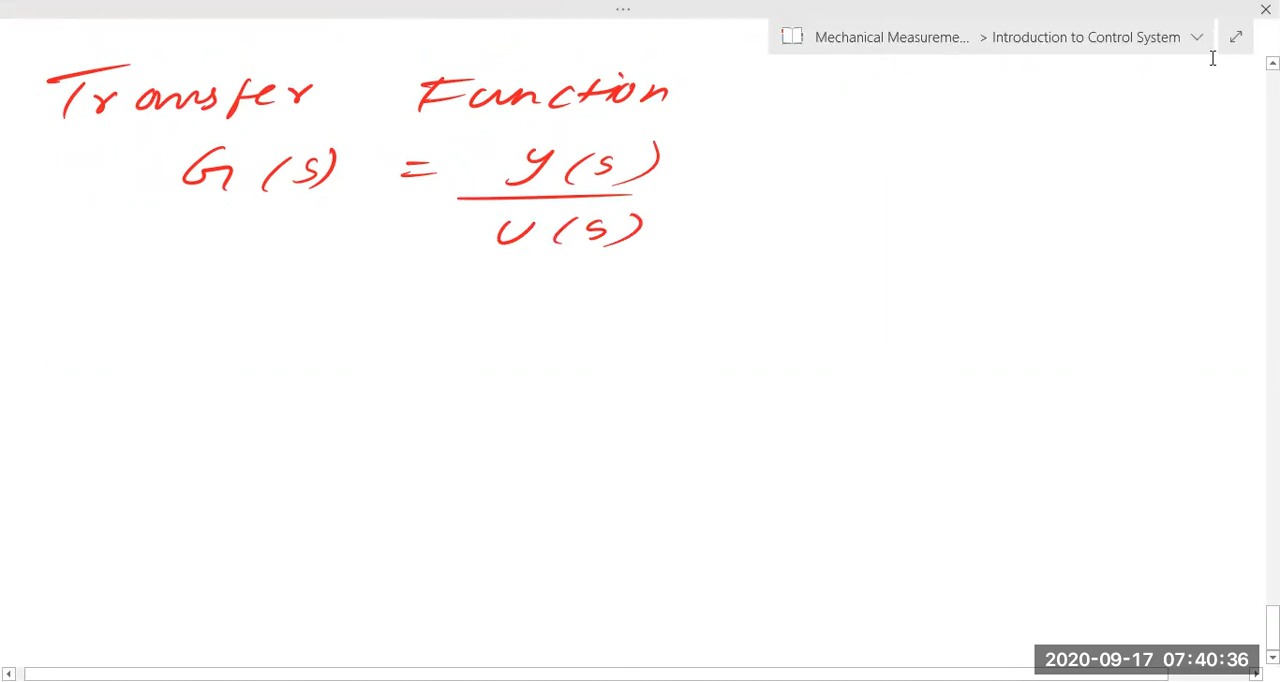 ...
Mechanical Measureme... > Introduction to Control System
Transfer Function
G(s) = y(s)
U(s)
2020-09-17 07:40:36